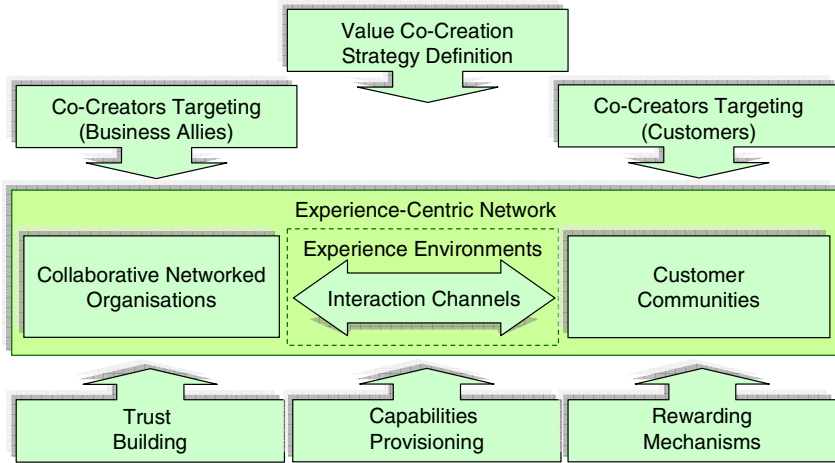 Value Co-Creation
Strategy Definition
Co-Creators Targeting
(Business Allies)
Co-Creators Targeting
(Customers)
Experience-Centric Network
Collaborative Networked
Organisations
Experience Environments
Interaction Channels
Customer
Communities
Trust
Building
Capabilities
Provisioning
Rewarding
Mechanisms